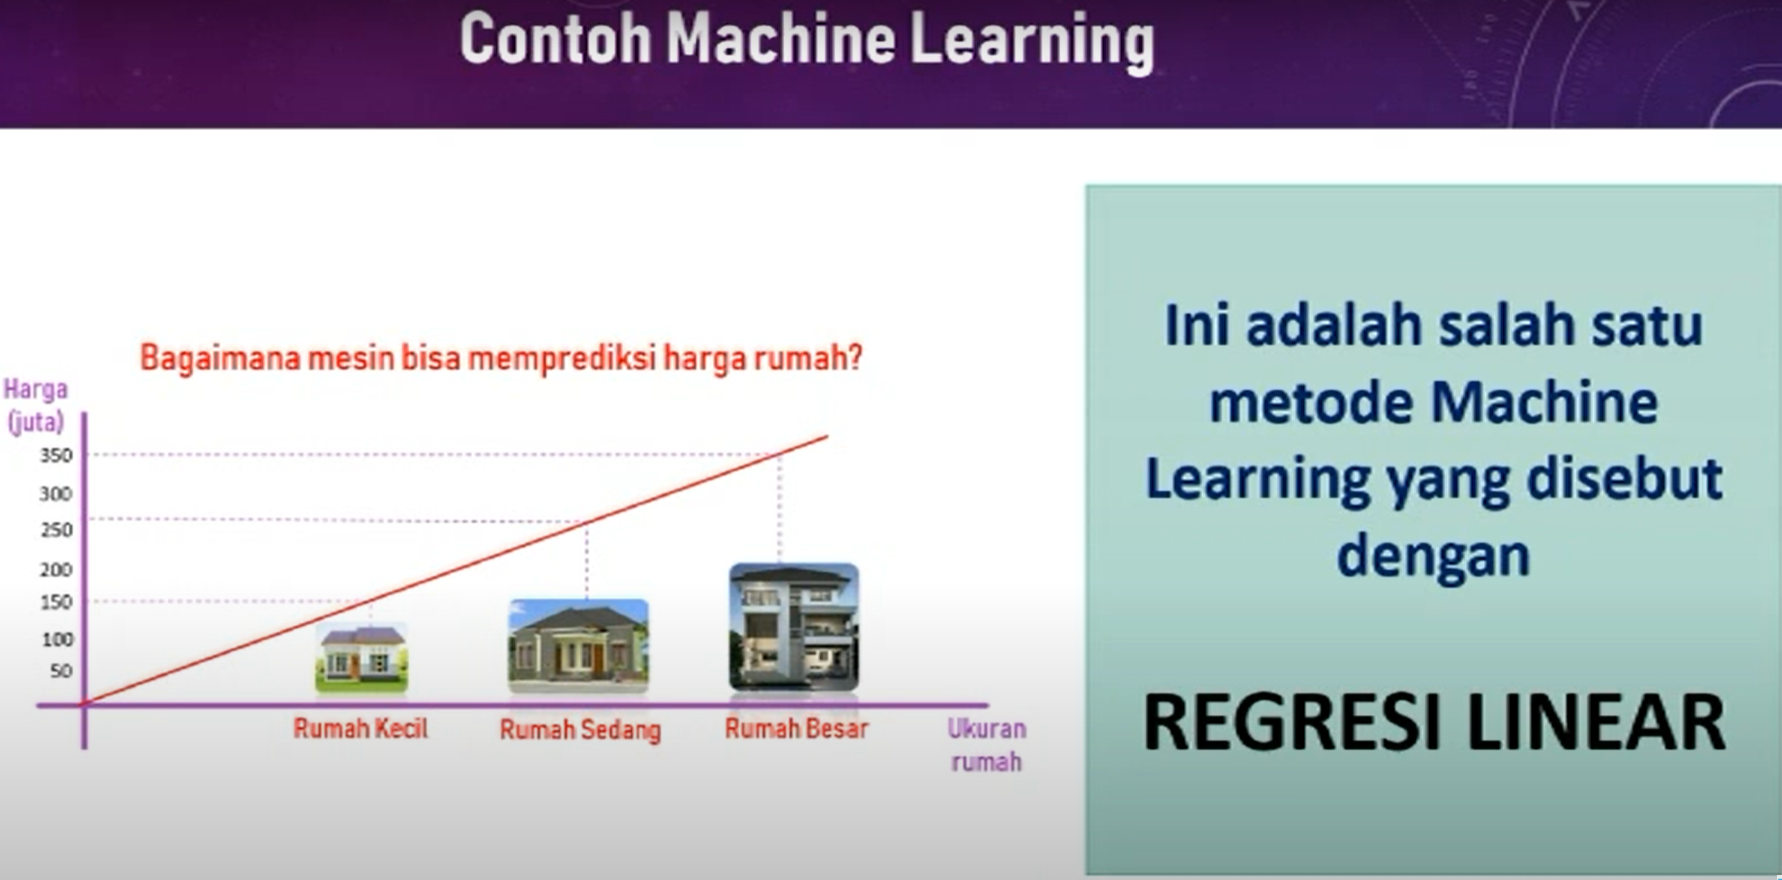 Contoh Machine Learning
Bagaimana mesin bisa memprediksi harga rumah?
Harga
(juta)
350
300
250
200
150
100
50
Rumah Kecil
Rumah Sedang
Rumah Besar
Ukuran
rumah
Ini adalah salah satu
metode Machine
Learning yang disebut
dengan
REGRESI LINEAR